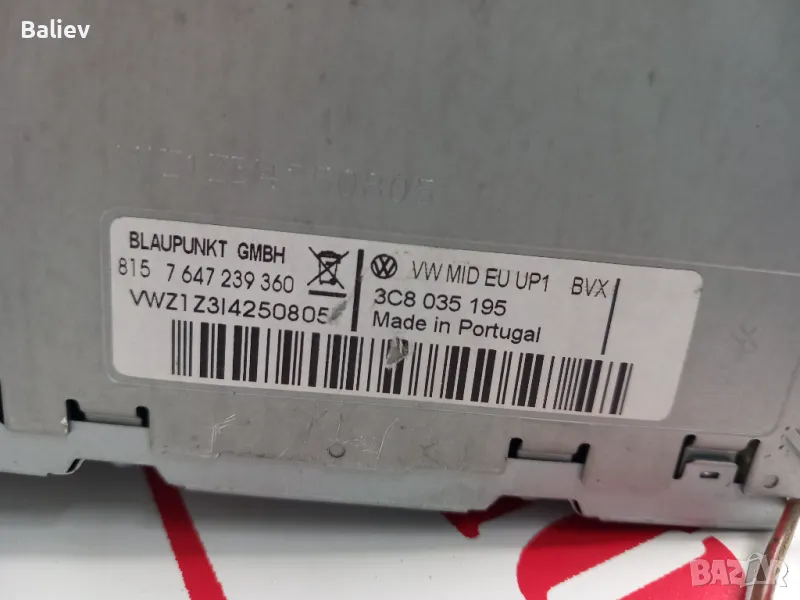 Baliev
BLAUPUNKT GMBH
815 7 647 239 360
VWZ1Z3I4250805
VW MID EU UP1 BVX
3C8 035 195
Made in Portugal
BAZAR